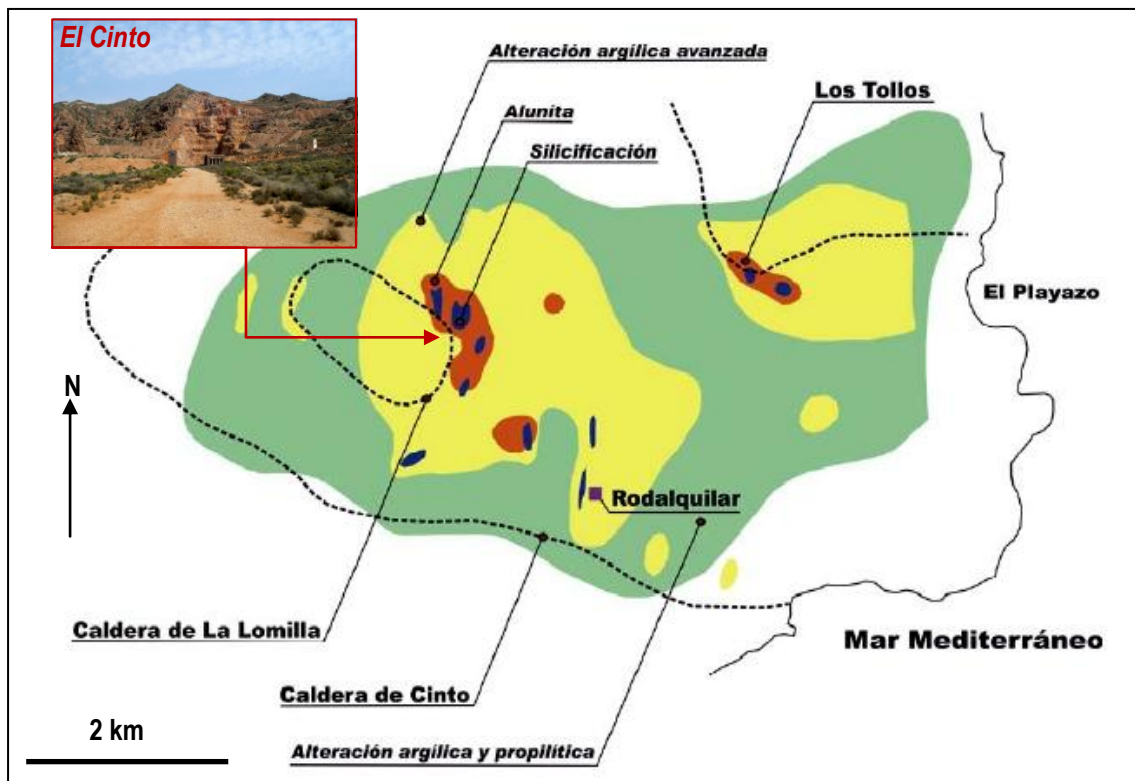 El Cinto
Alteración argílica avanzada
Alunita
Silicificación
Los Tollos
El Playazo
N
Rodalquilar
Caldera de La Lomilla
Mar Mediterráneo
Caldera de Cinto
2 km
Alteración argílica y propilítica